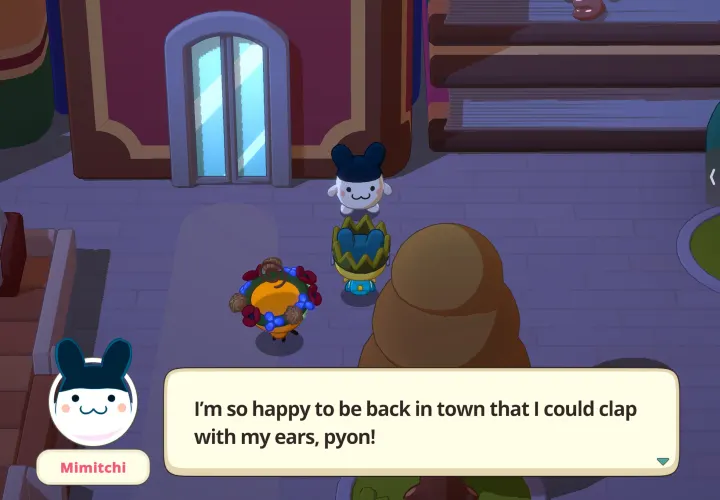 I'm so happy to be back in town that I could clap
with my ears, pyon!
Mimitchi